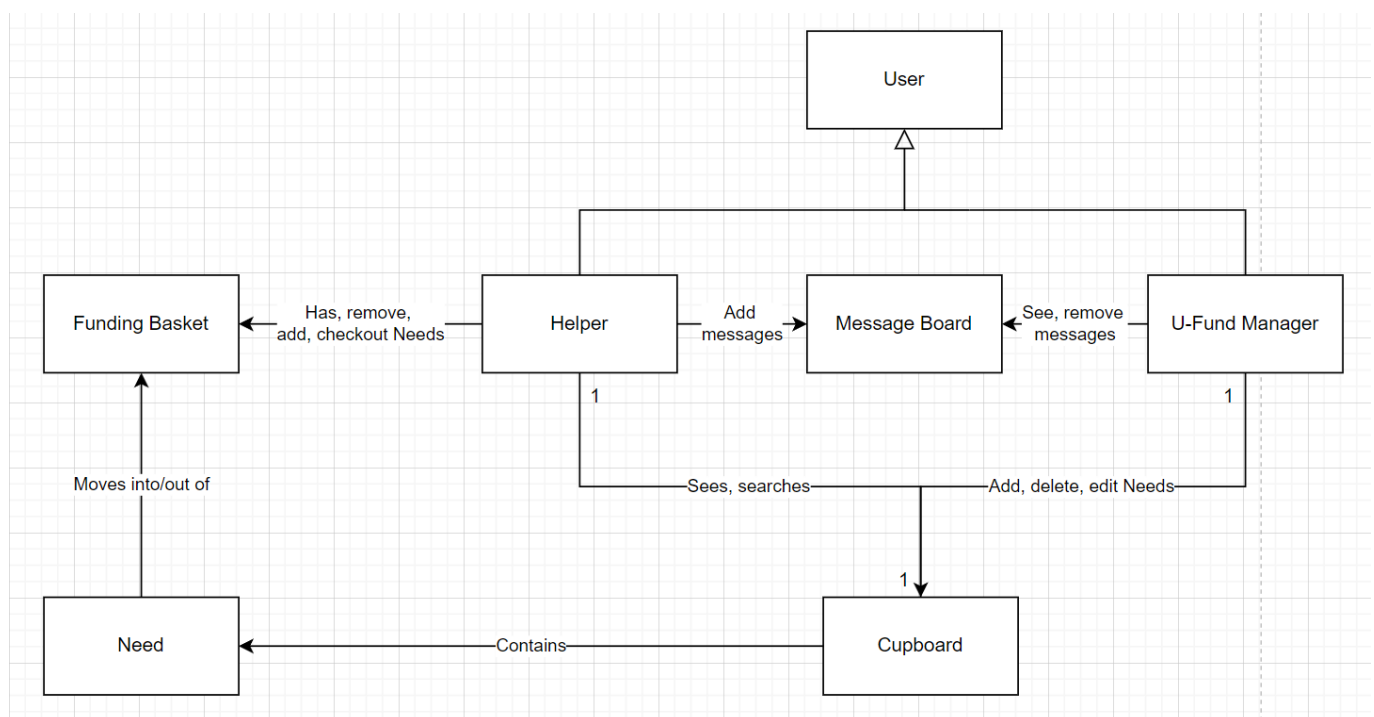 User
Funding Basket
Has, remove,
add, checkout Needs
Helper
Add
messages
Message Board
See, remove
messages
U-Fund Manager
1
1
Moves into/out of
Sees, searches
Add, delete, edit Needs
1
Need
Contains
Cupboard